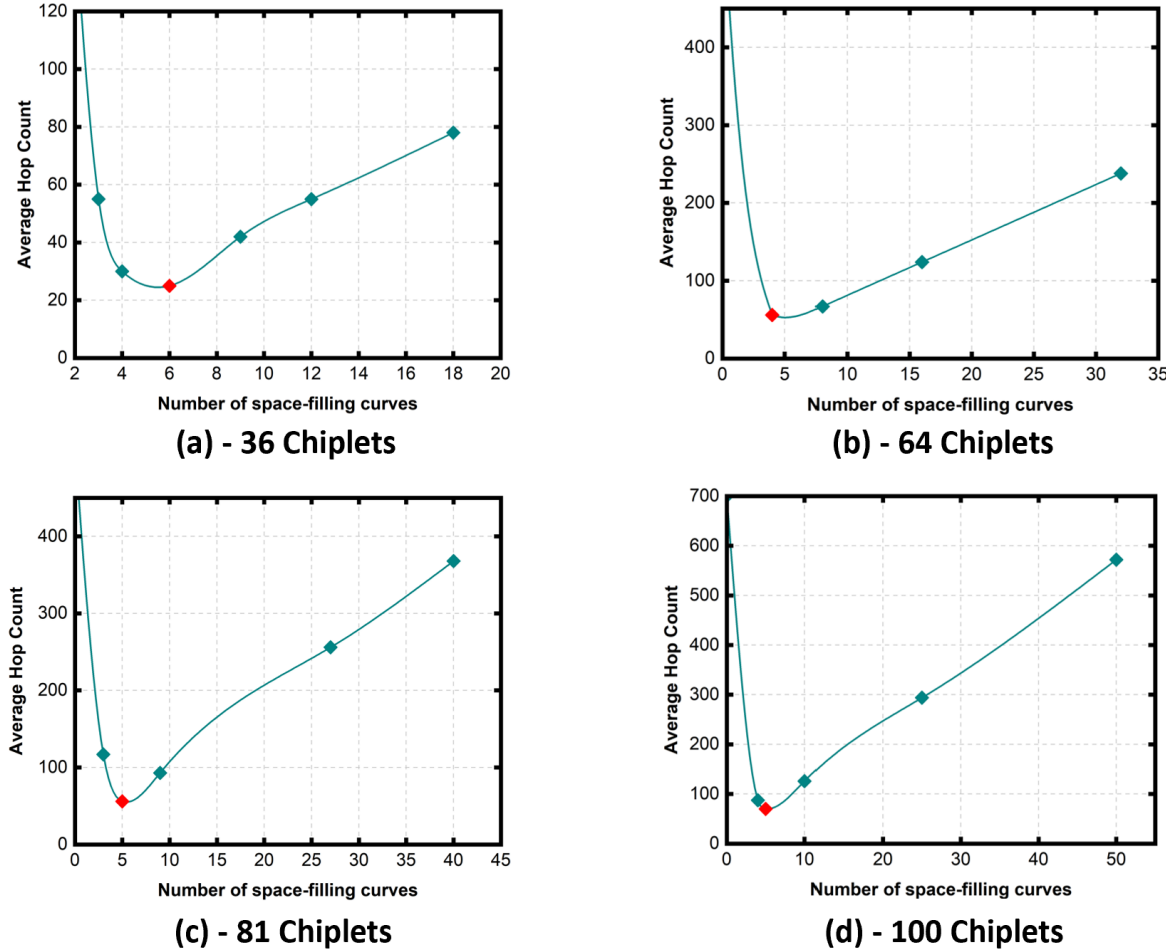 120
100
80
60
40
20
0
Average Hop Count
2 4 6 8 10 12 14 16 18 20
Number of space-filling curves
(a) - 36 Chiplets
400
300
200
100
0
Average Hop Count
0 5 10 15 20 25 30 35
Number of space-filling curves
(b) - 64 Chiplets
400
300
200
100
0
Average Hop Count
0 5 10 15 20 25 30 35 40 45
Number of space-filling curves
(c) - 81 Chiplets
700
600
500
400
300
200
100
0
Average Hop Count
0 10 20 30 40 50
Number of space-filling curves
(d) - 100 Chiplets